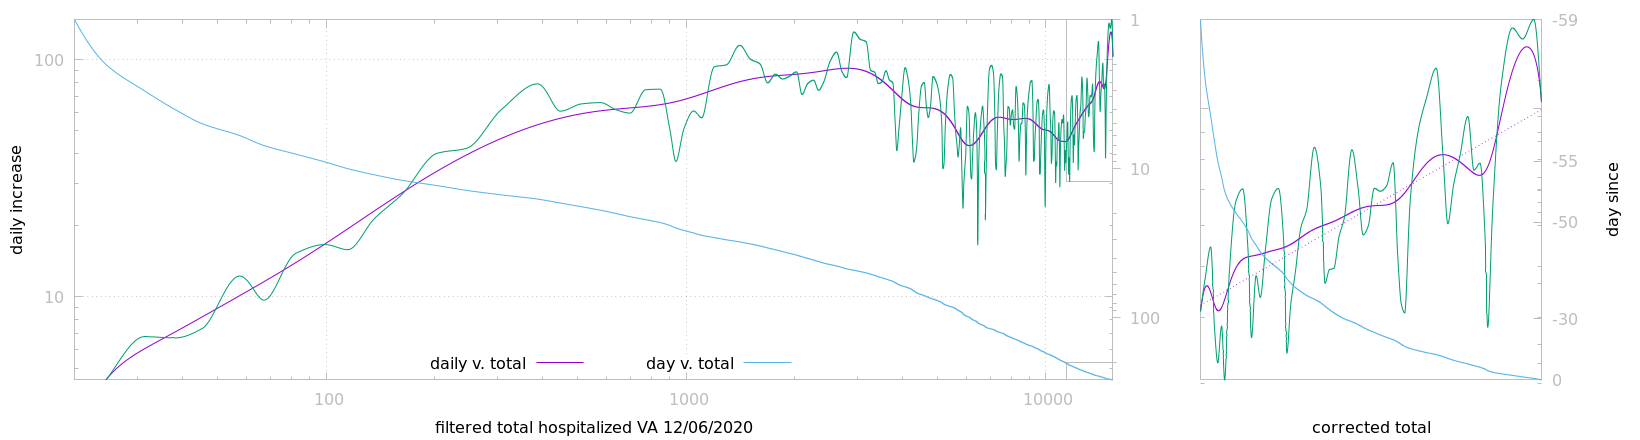 1
-59
100
daily increase
10
-55
-50
day since
10
100
-30
daily v. total
day v. total
0
100
1000
10000
filtered total hospitalized VA 12/06/2020
corrected total